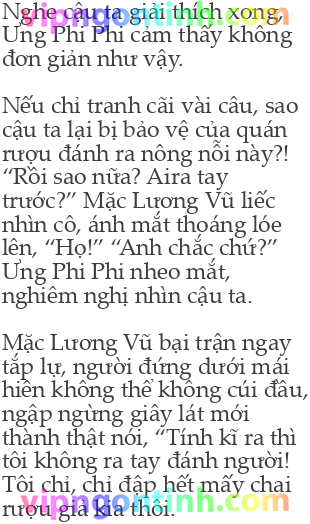 Nghe cậu ta giải thích xong,
vipngontinh.com
Ưng Phi Phi cảm thấy không
đơn giản như vậy.
Nếu chỉ tranh cãi vài câu, sao
cậu ta lại bị bảo vệ của quán
rượu đánh ra nông nỗi này?!
“Rồi sao nữa? Aira tay
trước?” Mặc Lương Vũ liếc
nhìn cô, ánh mắt thoáng lóe
lên, “Họ!” “Anh chắc chứ?”
Ưng Phi Phi nheo mắt,
nghiêm nghị nhìn cậu ta.
Mặc Lương Vũ bại trận ngay
tắp lự, người đứng dưới mái
hiên không thể không cúi đầu,
ngập ngừng giây lát mới
thành thật nói, “Tính kĩ ra thì
tôi không ra tay đánh người!
Tôi chỉ, chỉ đập hết mấy chai
vipngontinh.com
rượu giả kia thôi.